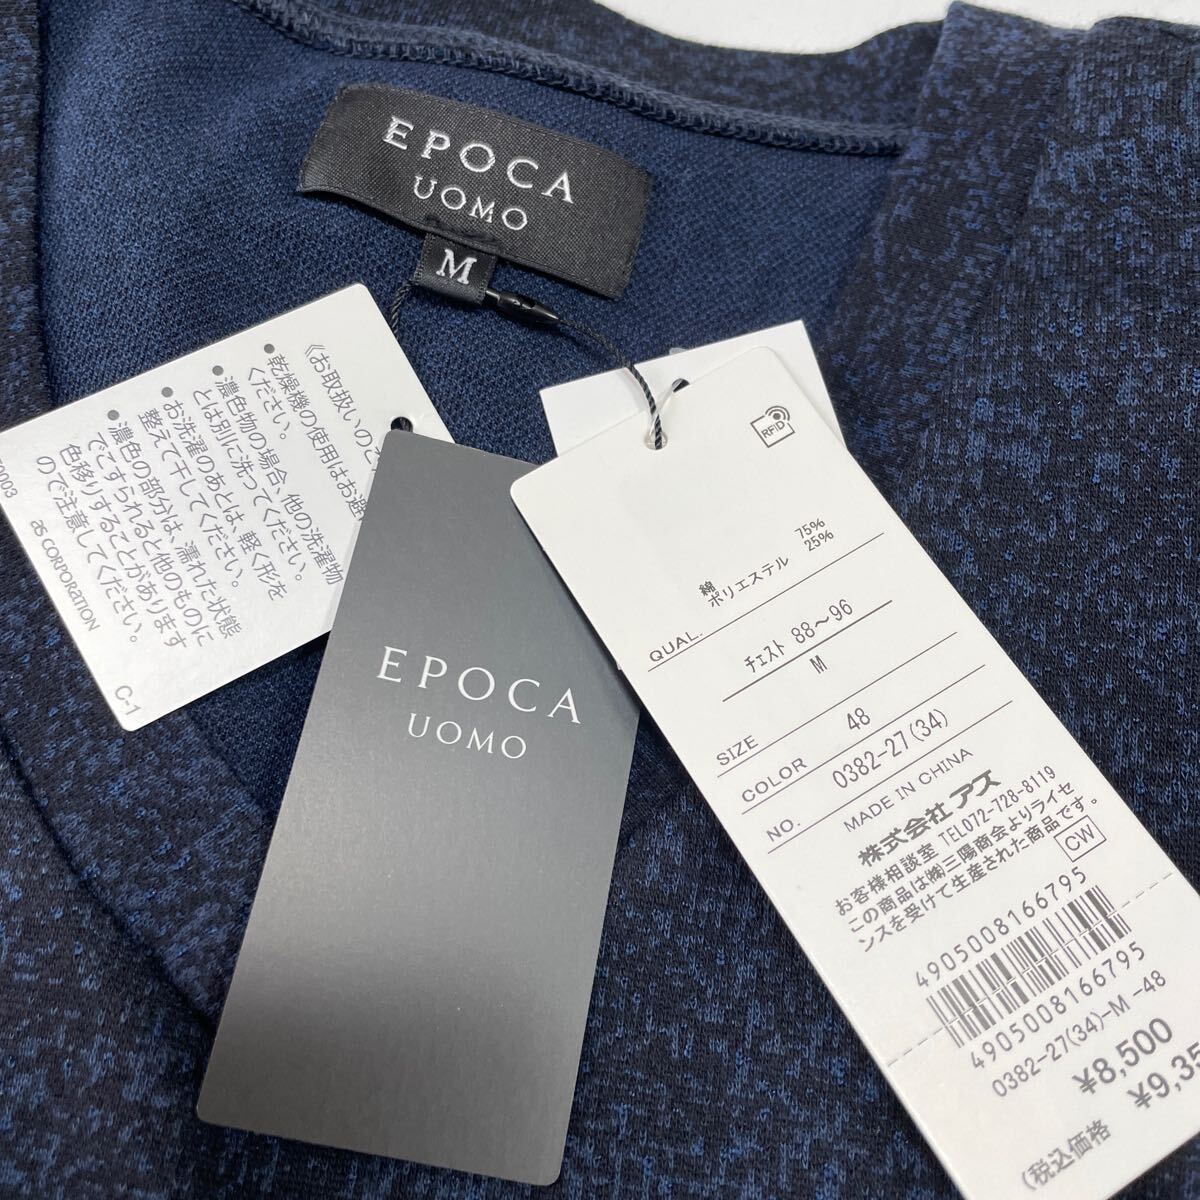 EPOCA
UOMO
M
《お取扱いの
• 乾燥機の使用はお避
ください。
• 濃色物の場合、他の洗濯物
とは別に洗ってください。
• お洗濯のあとは、軽く形を
整えて干してください。
• 濃色の部分は、濡れた状態
でこすられると他のものに
色移りすることがあります
ので注意してください。
as CORPORATION
C-1
EPOCA
UOMO
RFID
綿 75%
ポリエステル 25%
QUAL.
チェスト 88～96
M
SIZE
48
COLOR
0382-27(34)
NO.
MADE IN CHINA
株式会社 アズ
お客様相談室 TEL072-728-8119
この商品は㈱三陽商会よりライセ
ンスを受けて生産された商品です。
CW
4905008166795
4905008166795
0382-27(34)-M -48
¥8,500
¥9,35
(税込価格